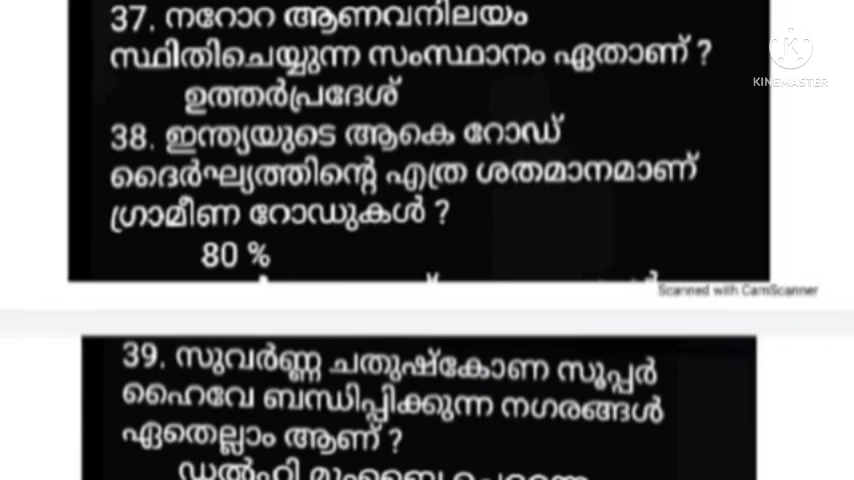 37. നറോറ ആണവനിലയം
സ്ഥിതിചെയ്യുന്ന സംസ്ഥാനം ഏതാണ് ?
ഉത്തർപ്രദേശ്
38. ഇന്ത്യയുടെ ആകെ റോഡ്
ദൈർഘ്യത്തിന്റെ എത്ര ശതമാനമാണ്
ഗ്രാമീണ റോഡുകൾ ?
80 %
KINEMASTER
Scanned with CamScanner
39. സുവർണ്ണ ചതുഷ്കോണ സൂപ്പർ
ഹൈവേ ബന്ധിപ്പിക്കുന്ന നഗരങ്ങൾ
ഏതെല്ലാം ആണ് ?
ഡൽഹി മുംബൈ